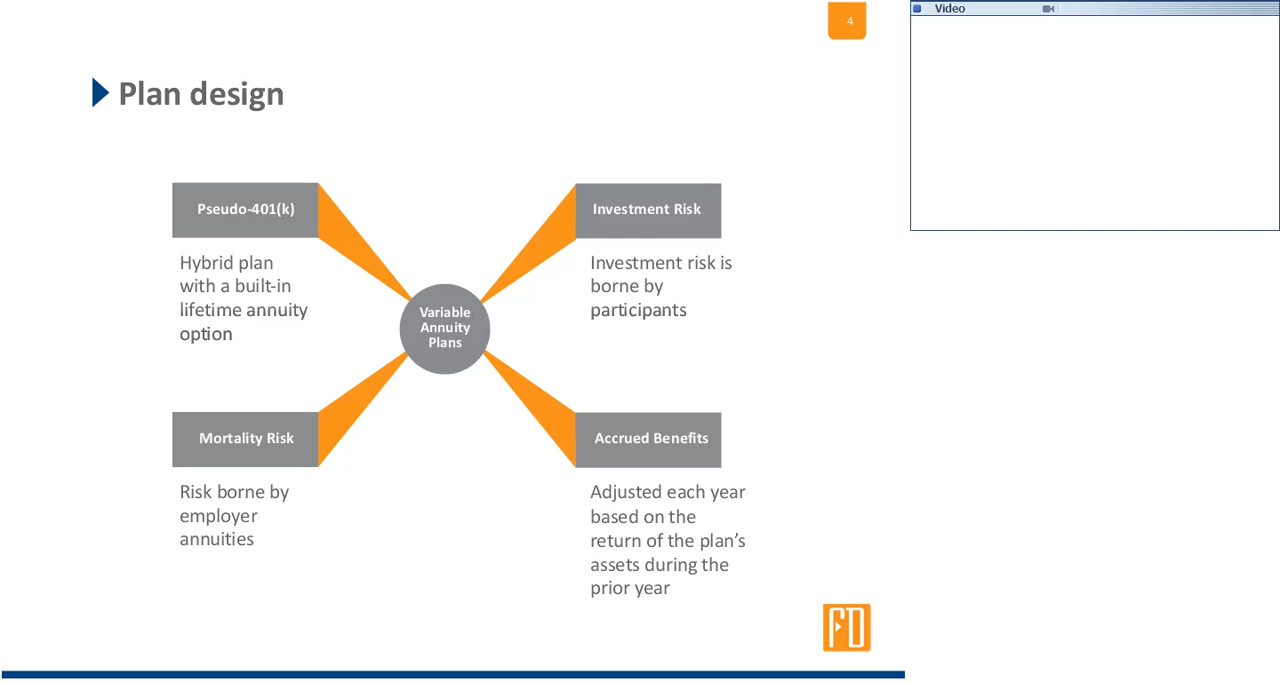 4
Video
Plan design
Pseudo-401(k)
Hybrid plan
with a built-in
lifetime annuity
option
Investment Risk
Investment risk is
borne by
participants
Variable
Annuity
Plans
Mortality Risk
Risk borne by
employer
annuities
Accrued Benefits
Adjusted each year
based on the
return of the plan’s
assets during the
prior year
FD